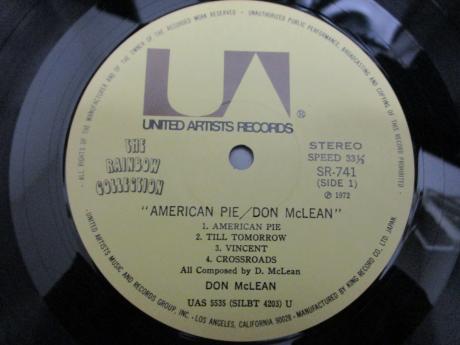 MANUFACTURER AND OF THE OWNER OF THE RECORDED WORK RESERVED · UNAUTHORIZED PUBLIC PERFORMANCE, BROADCASTING AND COPYING OF THIS RECORD PROHIBITED ·
· ALL RIGHTS OF THE
UA
®
UNITED ARTISTS RECORDS
THE
RAINBOW
COLLECTION
STEREO
SPEED 33⅓
SR-741
(SIDE 1)
℗ 1972
"AMERICAN PIE/DON McLEAN"
1. AMERICAN PIE
2. TILL TOMORROW
3. VINCENT
4. CROSSROADS
All Composed by D. McLean
DON McLEAN
UAS 5535 (SILBT 4203) U
· UNITED ARTISTS MUSIC AND RECORDS GROUP, INC. · LOS ANGELES, CALIFORNIA 90028 · MANUFACTURED BY KING RECORD CO. LTD. JAPAN.